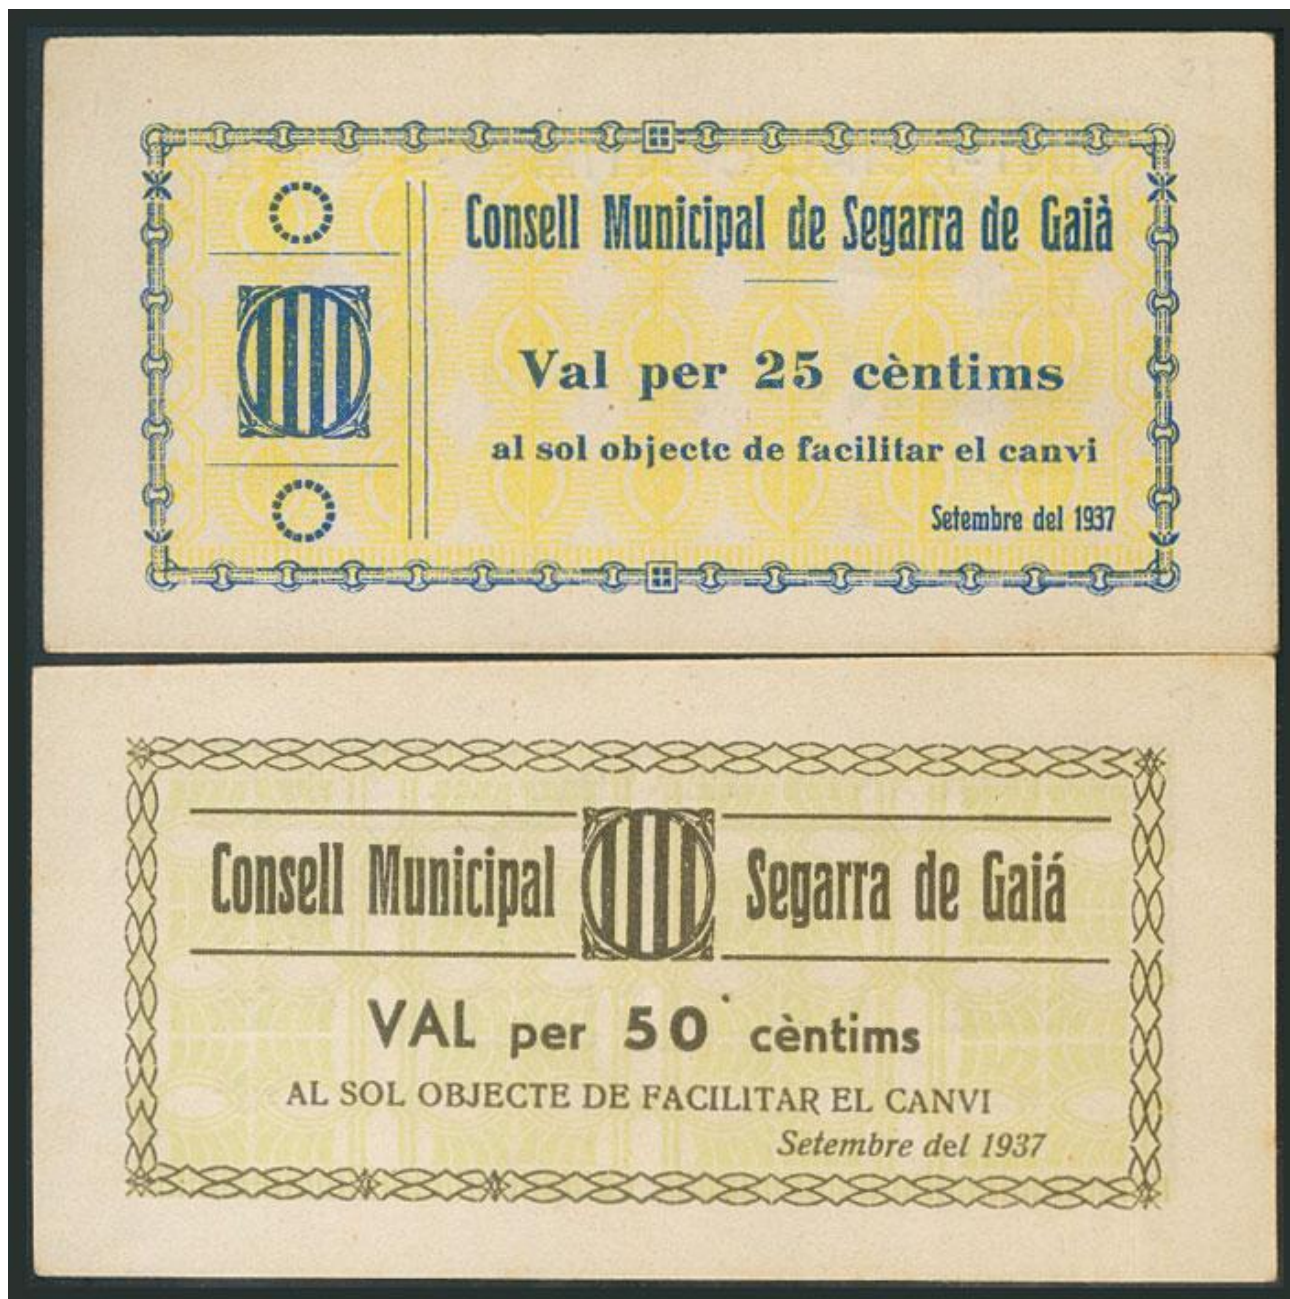 Consell Municipal de Segarra de Gaià
Val per 25 cèntims
al sol objecte de facilitar el canvi
Setembre del 1937
Consell Municipal Segarra de Gaiá
VAL per 50 cèntims
AL SOL OBJECTE DE FACILITAR EL CANVI
Setembre del 1937